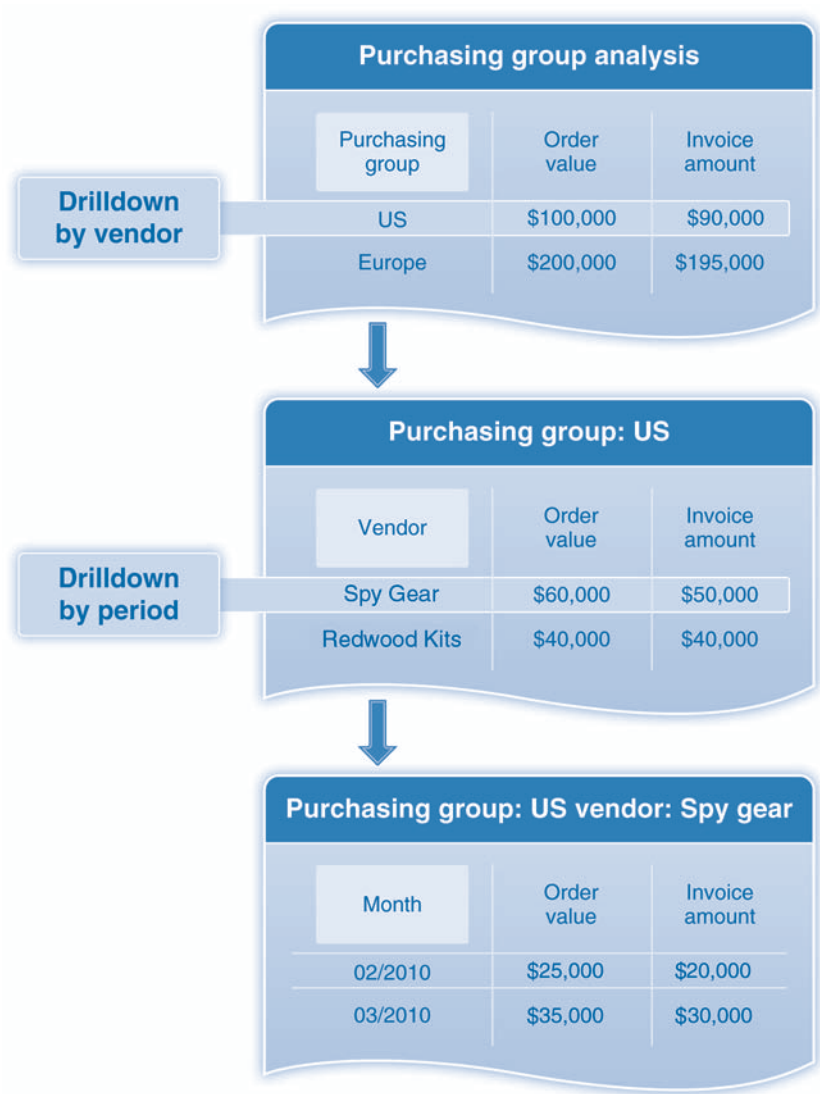 Purchasing group analysis
Purchasing group
Order value
Invoice amount
Drilldown by vendor
US $100,000 $90,000
Europe $200,000 $195,000
Purchasing group: US
Vendor
Order value
Invoice amount
Drilldown by period
Spy Gear $60,000 $50,000
Redwood Kits $40,000 $40,000
Purchasing group: US vendor: Spy gear
Month
Order value
Invoice amount
02/2010 $25,000 $20,000
03/2010 $35,000 $30,000